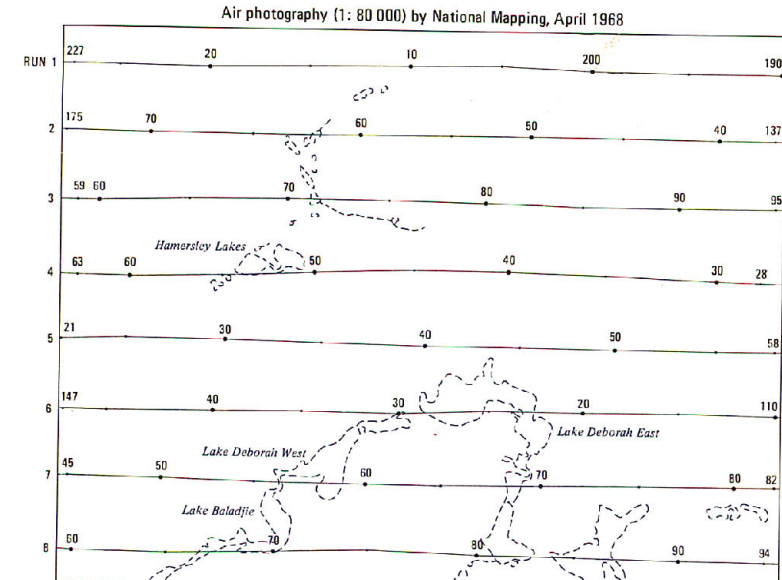 Air photography (1: 80 000) by National Mapping, April 1968
RUN 1 227 20 10 200 190
2 175 70 60 50 40 137
3 59 60 70 80 90 95
Hamersley Lakes
4 63 60 50 40 30 28
5 21 30 40 50 58
6 147 40 30 20 110
Lake Deborah East
Lake Deborah West
7 45 50 60 70 80 82
Lake Baladjie
8 60 70 80 90 94